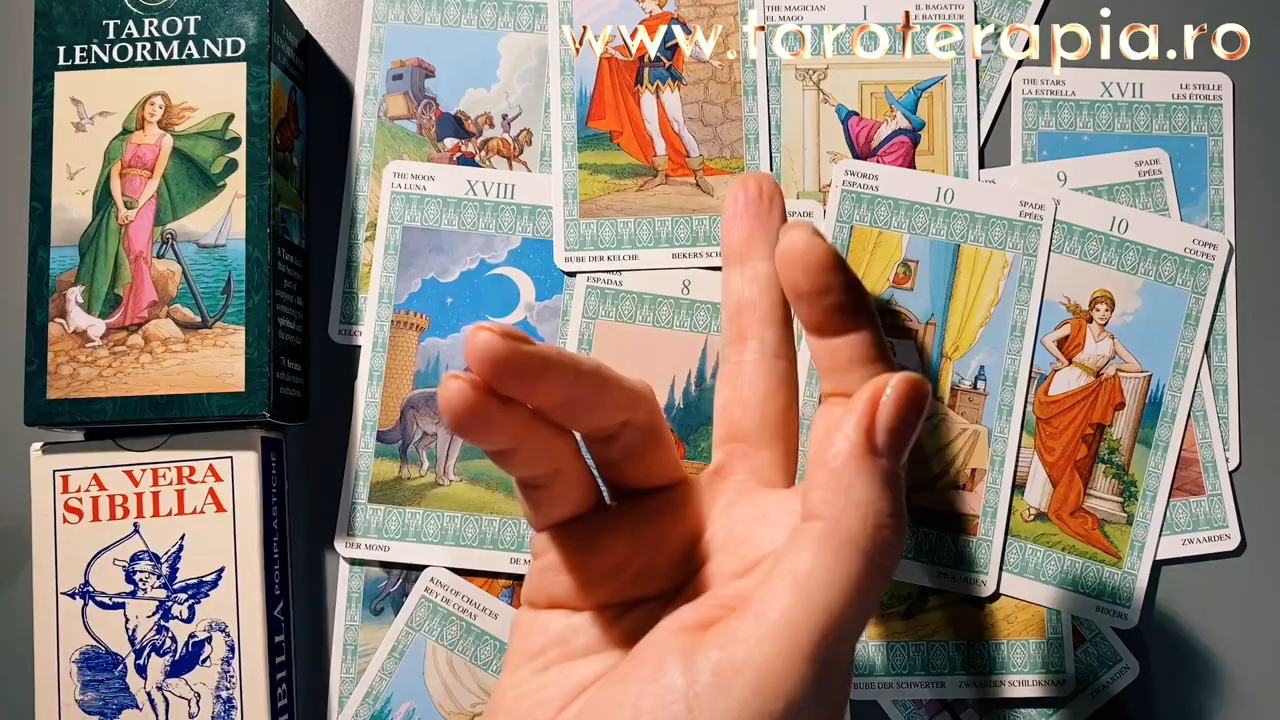 www.taroterapia.ro
TAROT
LENORMAND
THE MAGICIAN
EL MAGO
I
IL BAGATTO
LE BATELEUR
THE STARS
LA ESTRELLA
XVII
LE STELLE
LES ÉTOILES
THE MOON
LA LUNA
XVIII
BUBE DER KELCHE
BEKERS SCH
SPADE
SWORDS
ESPADAS
10
SPADE
ÉPÉES
9
SPADE
ÉPÉES
10
COPPE
COUPES
ESPADAS
8
KELCH
DER MOND
DE M
ZWAARDEN
ZWAARDEN
BEKERS
KING OF CHALICES
REY DE COPAS
BUBE DER SCHWERTER
ZWAARDEN SCHILDKNAAP
ZWAARDEN
LA VERA
SIBILLA
SIBILLA POLIPLASTICHE